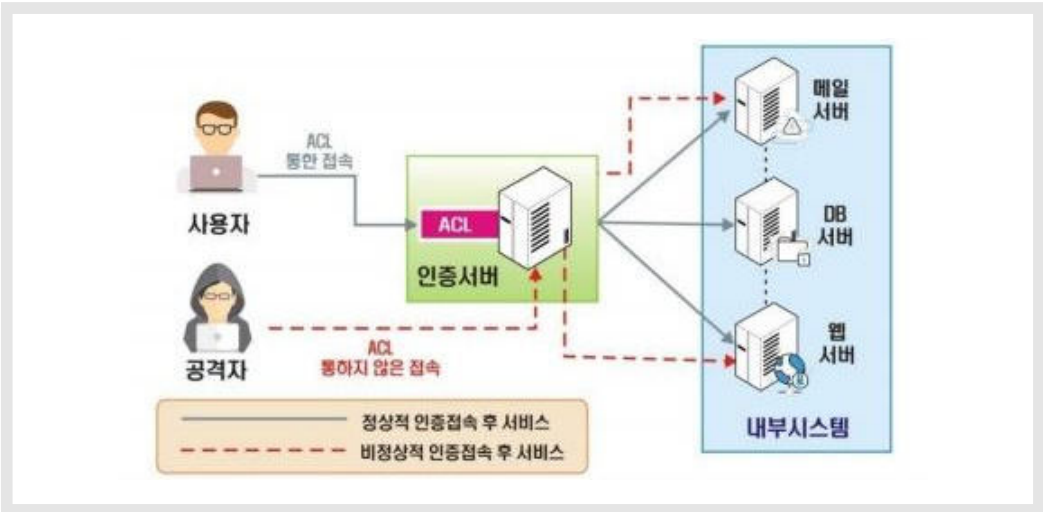 사용자
ACL
통한 접속
ACL
인증서버
공격자
ACL
통하지 않은 접속
메일
서버
DB
서버
웹
서버
내부시스템
정상적 인증접속 후 서비스
비정상적 인증접속 후 서비스